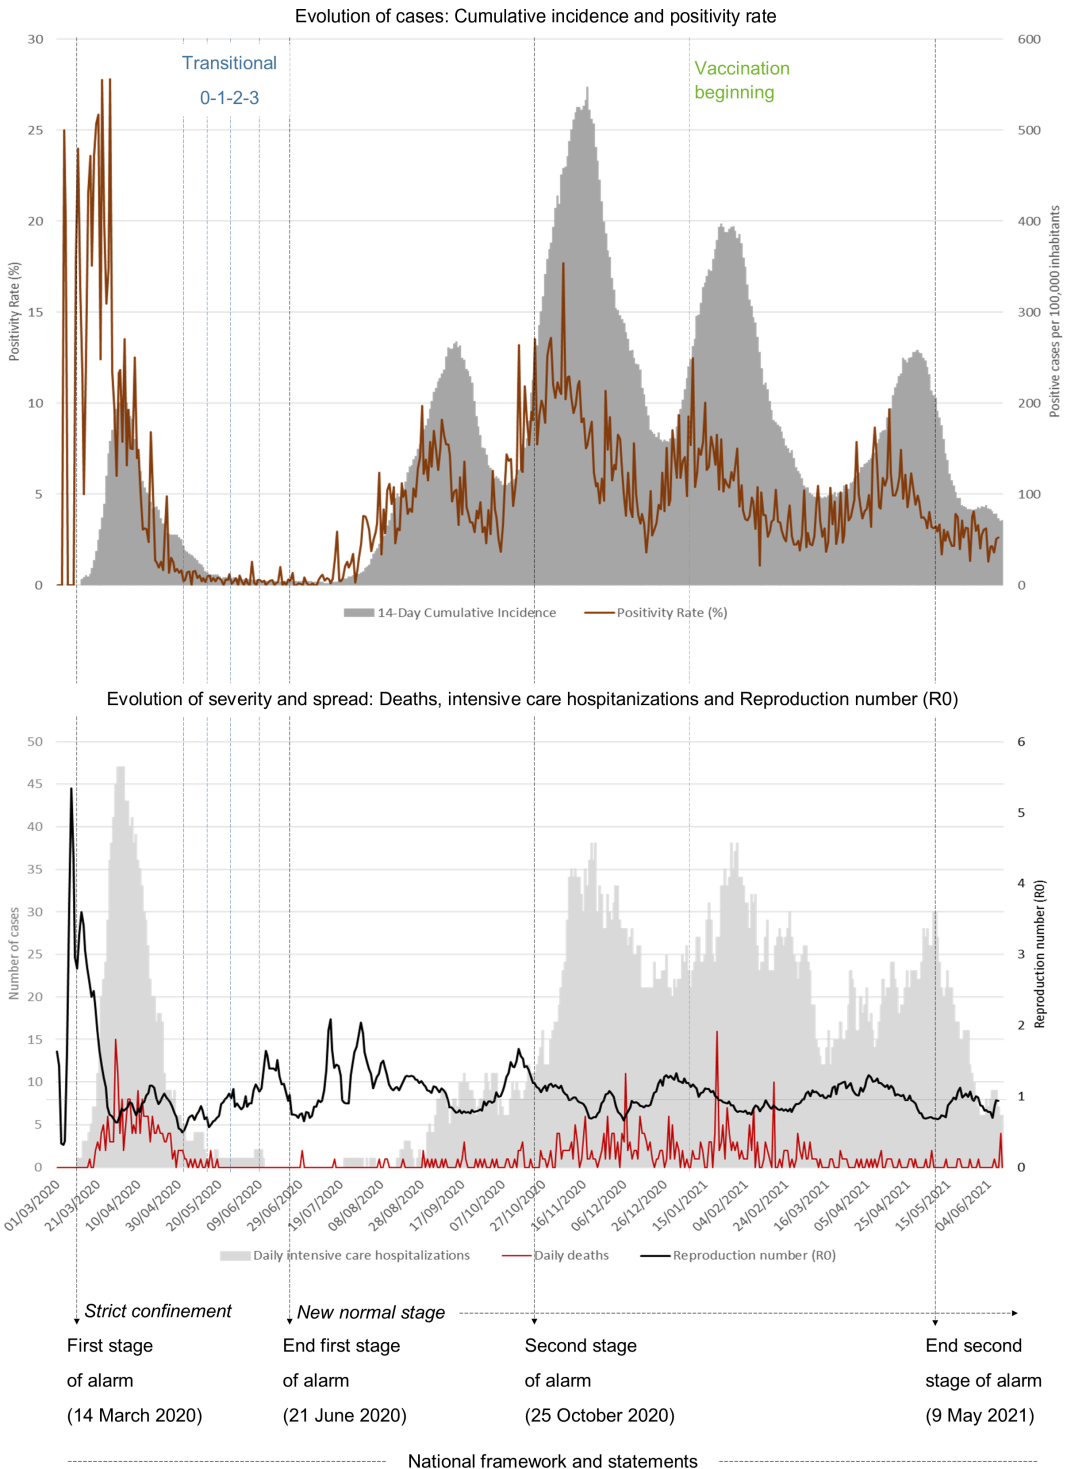 Evolution of cases: Cumulative incidence and positivity rate
30
25
20
15
10
5
0
Positivity Rate (%)
600
500
400
300
200
100
0
Positive cases per 100,000 inhabitants
Transitional
0-1-2-3
Vaccination
beginning
14-Day Cumulative Incidence
Positivity Rate (%)
Evolution of severity and spread: Deaths, intensive care hospitanizations and Reproduction number (R0)
50
45
40
35
30
25
20
15
10
5
0
Number of cases
6
5
4
3
2
1
0
Reproduction number (R0)
01/03/2020
21/03/2020
10/04/2020
30/04/2020
20/05/2020
09/06/2020
29/06/2020
19/07/2020
08/08/2020
28/08/2020
17/09/2020
07/10/2020
27/10/2020
16/11/2020
06/12/2020
26/12/2020
15/01/2021
04/02/2021
24/02/2021
16/03/2021
05/04/2021
25/04/2021
15/05/2021
04/06/2021
Daily intensive care hospitalizations
Daily deaths
Reproduction number (R0)
Strict confinement
New normal stage
First stage
of alarm
(14 March 2020)
End first stage
of alarm
(21 June 2020)
Second stage
of alarm
(25 October 2020)
End second
stage of alarm
(9 May 2021)
National framework and statements